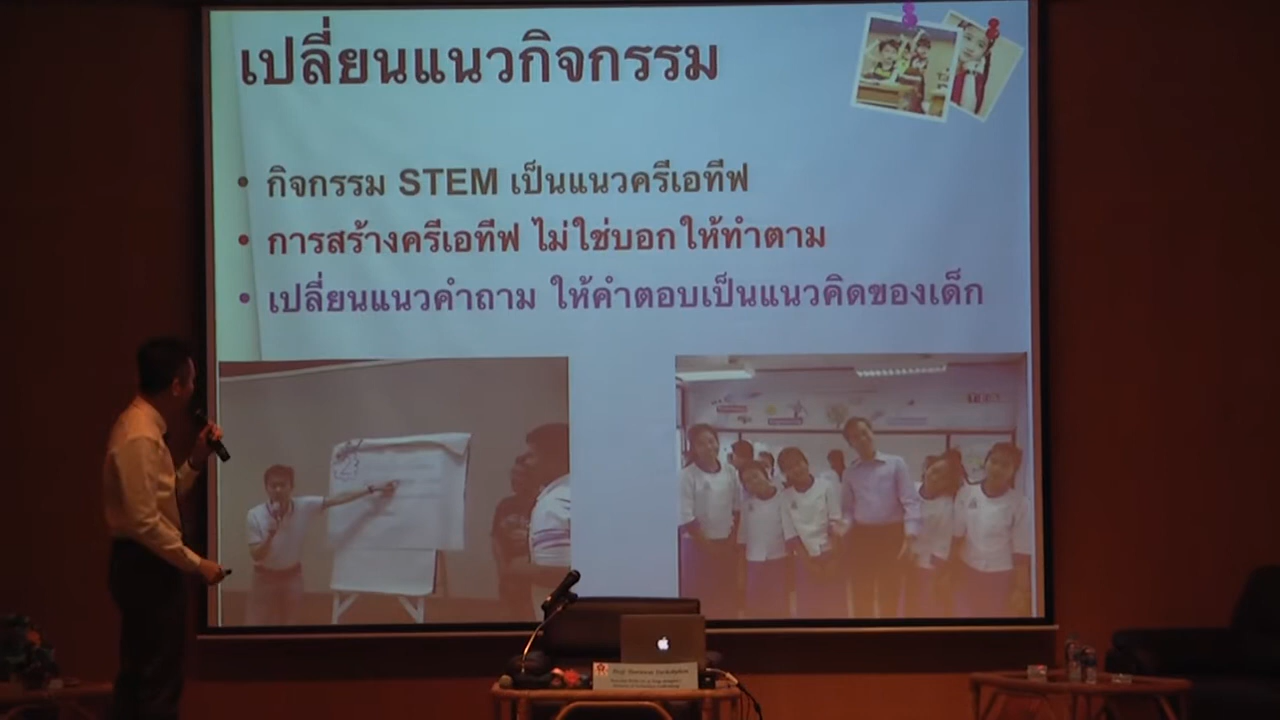 เปลี่ยนแนวกิจกรรม
• กิจกรรม STEM เป็นแนวครีเอทีฟ
• การสร้างครีเอทีฟ ไม่ใช่บอกให้ทำตาม
• เปลี่ยนแนวคำถาม ให้คำตอบเป็นแนวคิดของเด็ก